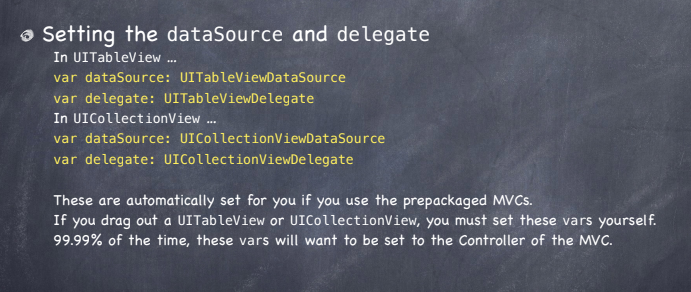 Setting the dataSource and delegate
In UITableView …
var dataSource: UITableViewDataSource
var delegate: UITableViewDelegate
In UICollectionView …
var dataSource: UICollectionViewDataSource
var delegate: UICollectionViewDelegate
These are automatically set for you if you use the prepackaged MVCs.
If you drag out a UITableView or UICollectionView, you must set these vars yourself.
99.99% of the time, these vars will want to be set to the Controller of the MVC.